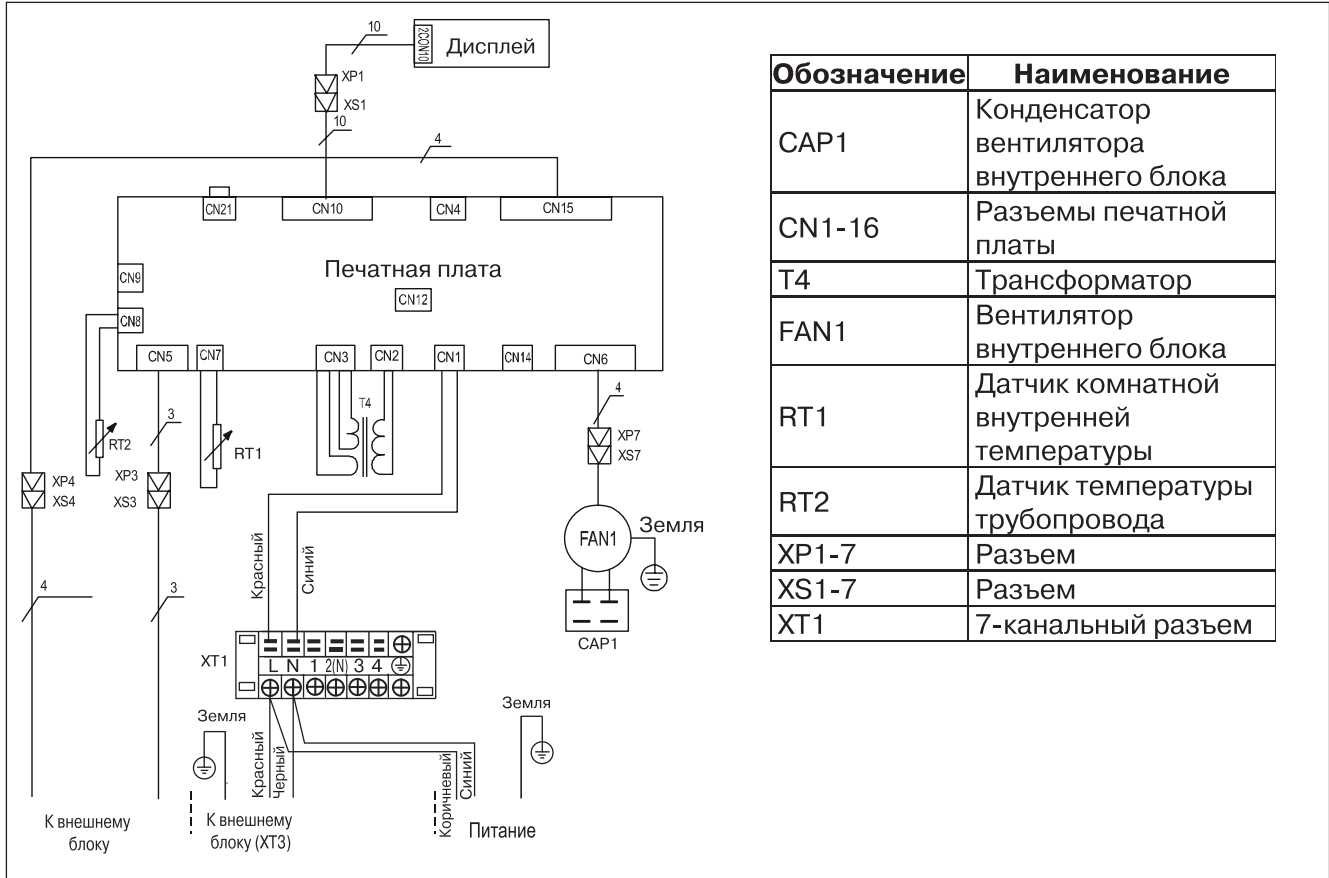 10
2CON10
Дисплей
XP1
XS1
10
4
CN21
CN10
CN4
CN15
Печатная плата
CN9
CN12
CN8
CN5
CN7
CN3
CN2
CN1
CN14
CN6
T4
4
3
RT2
RT1
XP7
XS7
XP4
XS4
XP3
XS3
Земля
FAN1
Красный
Синий
4
3
CAP1
XT1
L N 1 2(N) 3 4
Земля
Земля
Красный
Черный
Коричневый
Синий
К внешнему
блоку
К внешнему
блоку (XT3)
Питание
Обозначение Наименование
CAP1
Конденсатор
вентилятора
внутреннего блока
CN1-16
Разъемы печатной
платы
T4 Трансформатор
FAN1
Вентилятор
внутреннего блока
RT1
Датчик комнатной
внутренней
температуры
RT2
Датчик температуры
трубопровода
XP1-7 Разъем
XS1-7 Разъем
XT1 7-канальный разъем